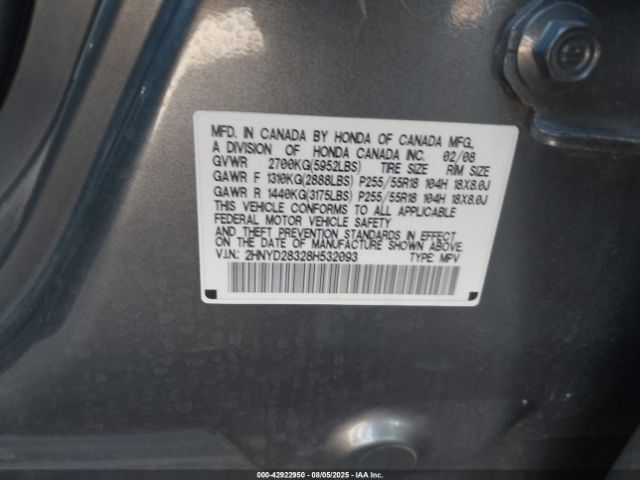 MFD. IN CANADA BY HONDA OF CANADA MFG.,
A DIVISION OF HONDA CANADA INC. 02/08
GVWR 2700KG(5952LBS) TIRE SIZE RIM SIZE
GAWR F 1310KG(2888LBS) P255/55R18 104H 18X8.0J
GAWR R 1440KG(3175LBS) P255/55R18 104H 18X8.0J
THIS VEHICLE CONFORMS TO ALL APPLICABLE
FEDERAL MOTOR VEHICLE SAFETY
AND THEFT PREVENTION STANDARDS IN EFFECT
ON THE DATE OF MANUFACTURE SHOWN ABOVE.
V.I.N.: 2HNYD28328H532093 TYPE: MPV
000-42922950 - 08/05/2025 - IAA Inc.